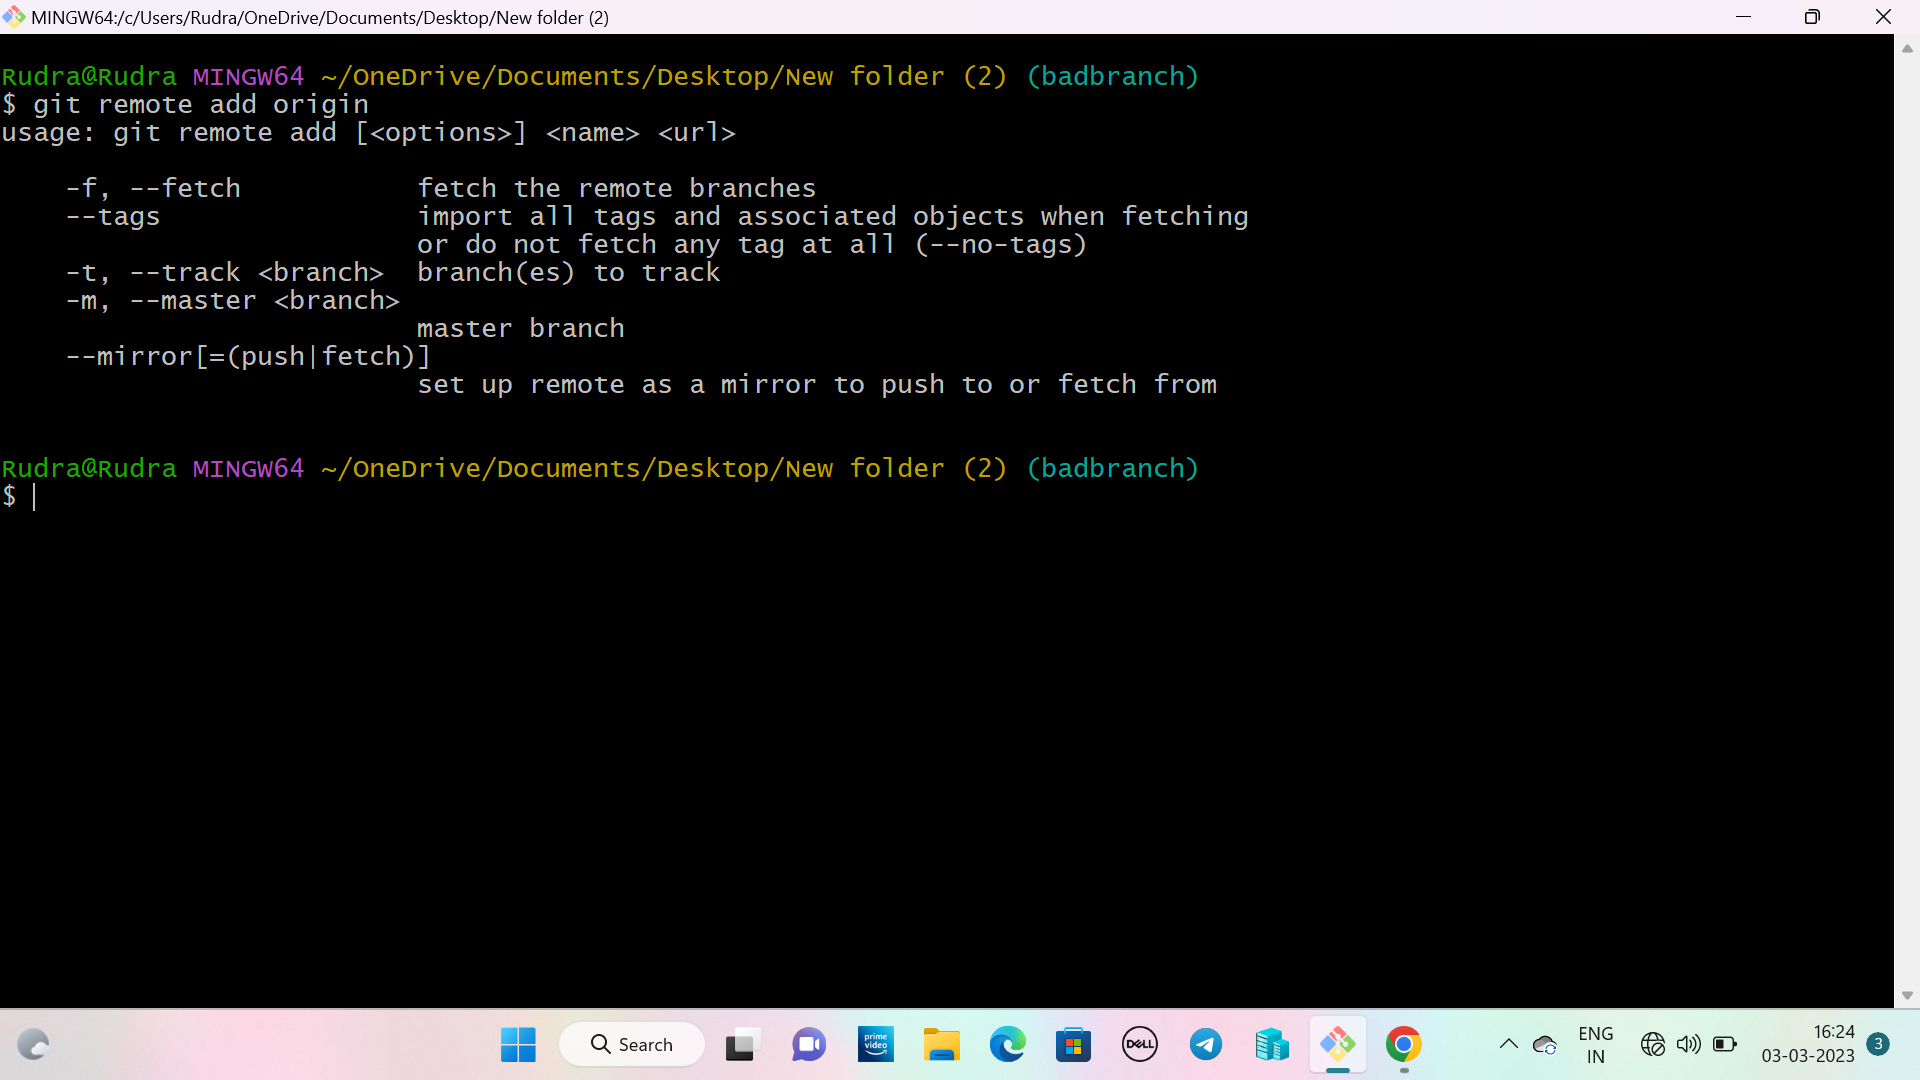 MINGW64:/c/Users/Rudra/OneDrive/Documents/Desktop/New folder (2)
Rudra@Rudra MINGW64 ~/OneDrive/Documents/Desktop/New folder (2) (badbranch)
$ git remote add origin
usage: git remote add [<options>] <name> <url>
    -f, --fetch           fetch the remote branches
    --tags                import all tags and associated objects when fetching
                          or do not fetch any tag at all (--no-tags)
    -t, --track <branch>  branch(es) to track
    -m, --master <branch>
                          master branch
    --mirror[=(push|fetch)]
                          set up remote as a mirror to push to or fetch from
Rudra@Rudra MINGW64 ~/OneDrive/Documents/Desktop/New folder (2) (badbranch)
$
Search
prime video
DELL
ENG
IN
16:24
03-03-2023
3